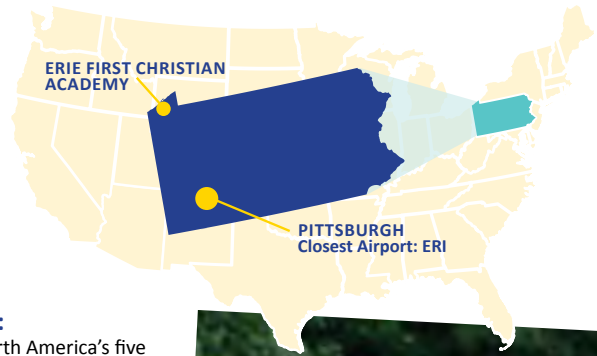 ERIE FIRST CHRISTIAN
ACADEMY
PITTSBURGH
Closest Airport: ERI
:
rth America's five